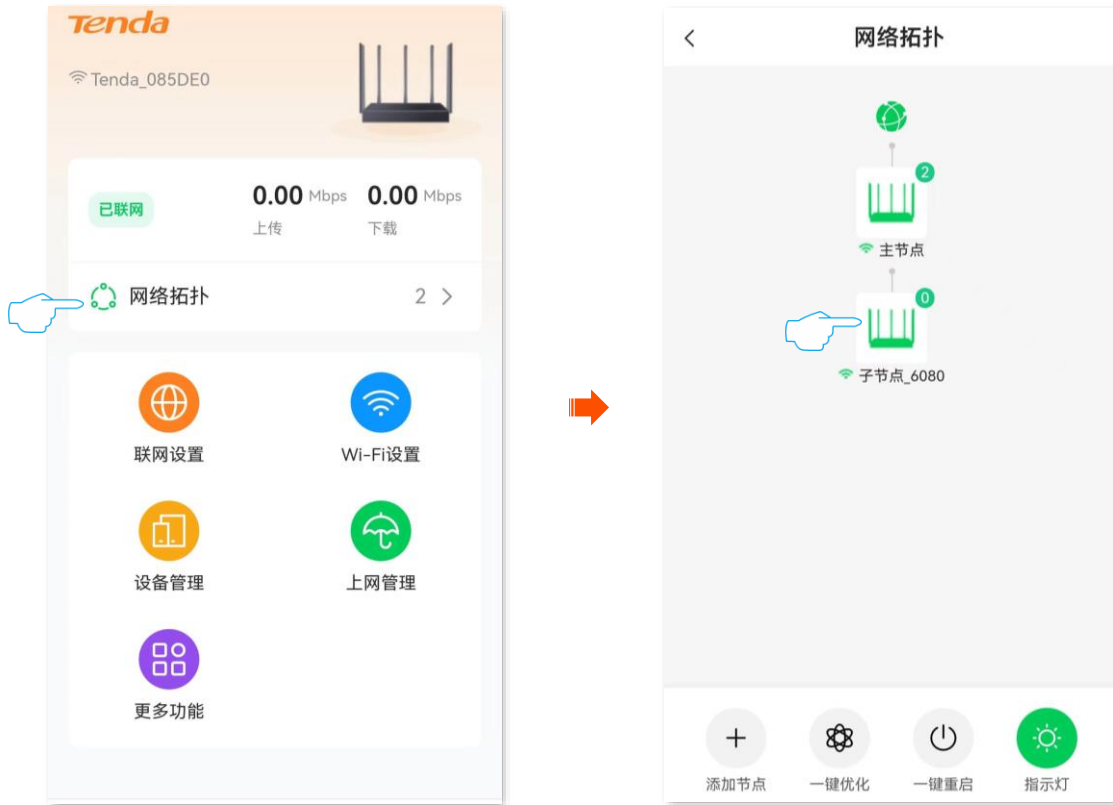 Tenda
Tenda_085DE0
已联网
0.00 Mbps 0.00 Mbps
上传 下载
网络拓扑 2
联网设置 Wi-Fi设置
设备管理 上网管理
更多功能
网络拓扑
2
主节点
0
子节点_6080
添加节点 一键优化 一键重启 指示灯